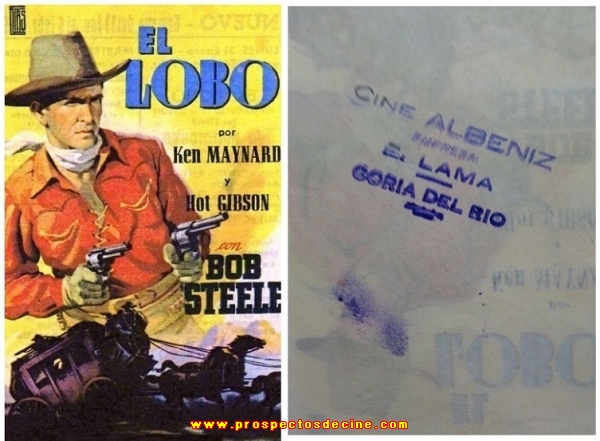 EL
LOBO
por
KEN MAYNARD
y
Hot GIBSON
con
BOB
STEELE
CINE ALBENIZ
EMPRESA:
E. LAMA
GORIA DEL RIO
www.prospectosdecine.com